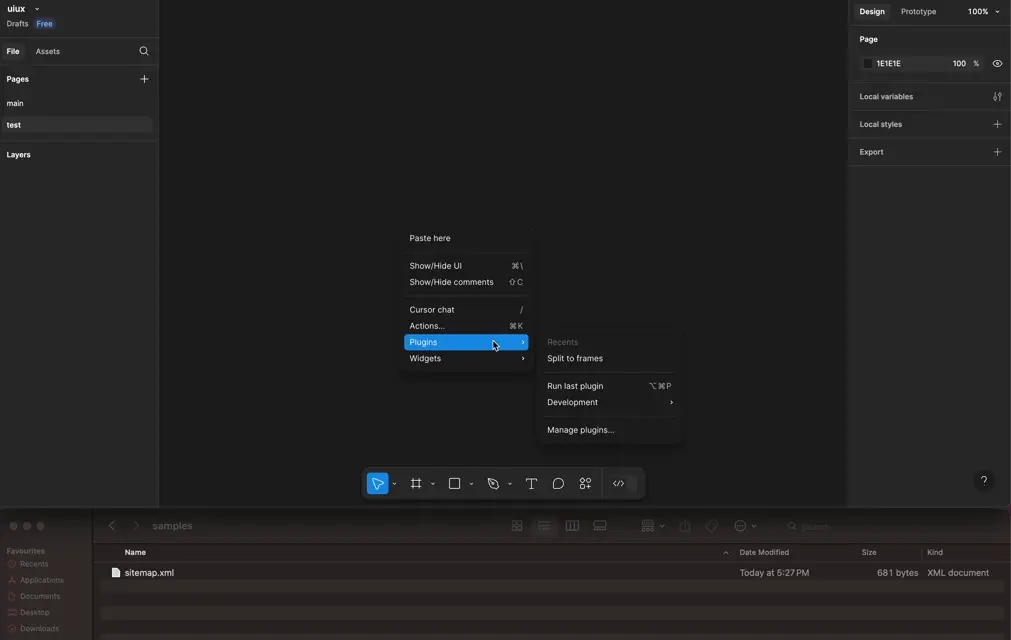 uiux
Drafts Free
File Assets
Pages
main
test
Layers
Design Prototype 100%
Page
1E1E1E 100 %
Local variables
Local styles
Export
Paste here
Show/Hide UI ⌘\
Show/Hide comments ⇧C
Cursor chat /
Actions... ⌘K
Plugins
Widgets
Recents
Split to frames
Run last plugin ⌥⌘P
Development
Manage plugins...
?
samples
Search
Favourites
Recents
Applications
Documents
Desktop
Downloads
Name Date Modified Size Kind
sitemap.xml Today at 5:27 PM 681 bytes XML document